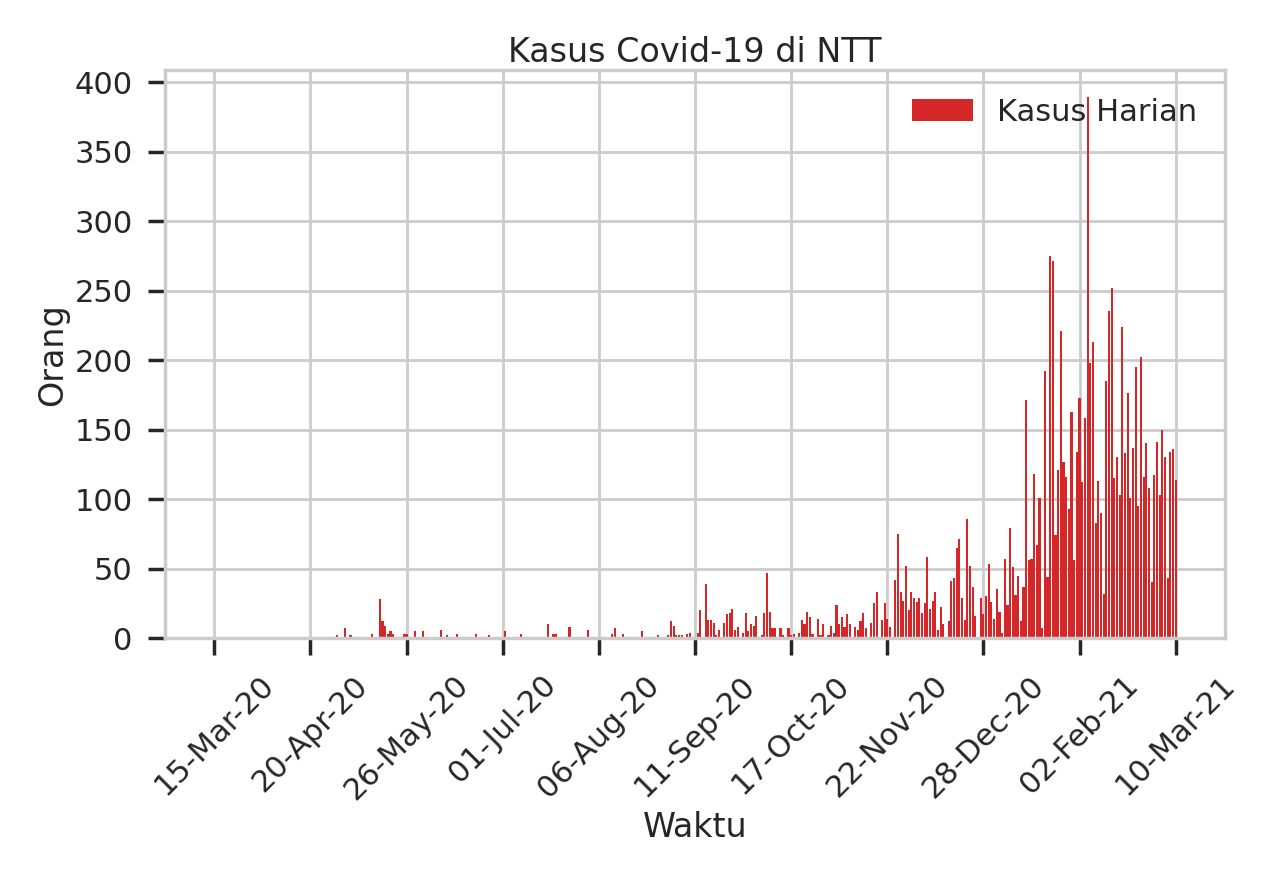 Kasus Covid-19 di NTT
Kasus Harian
Orang
400
350
300
250
200
150
100
50
0
15-Mar-20
20-Apr-20
26-May-20
01-Jul-20
06-Aug-20
11-Sep-20
17-Oct-20
22-Nov-20
28-Dec-20
02-Feb-21
10-Mar-21
Waktu